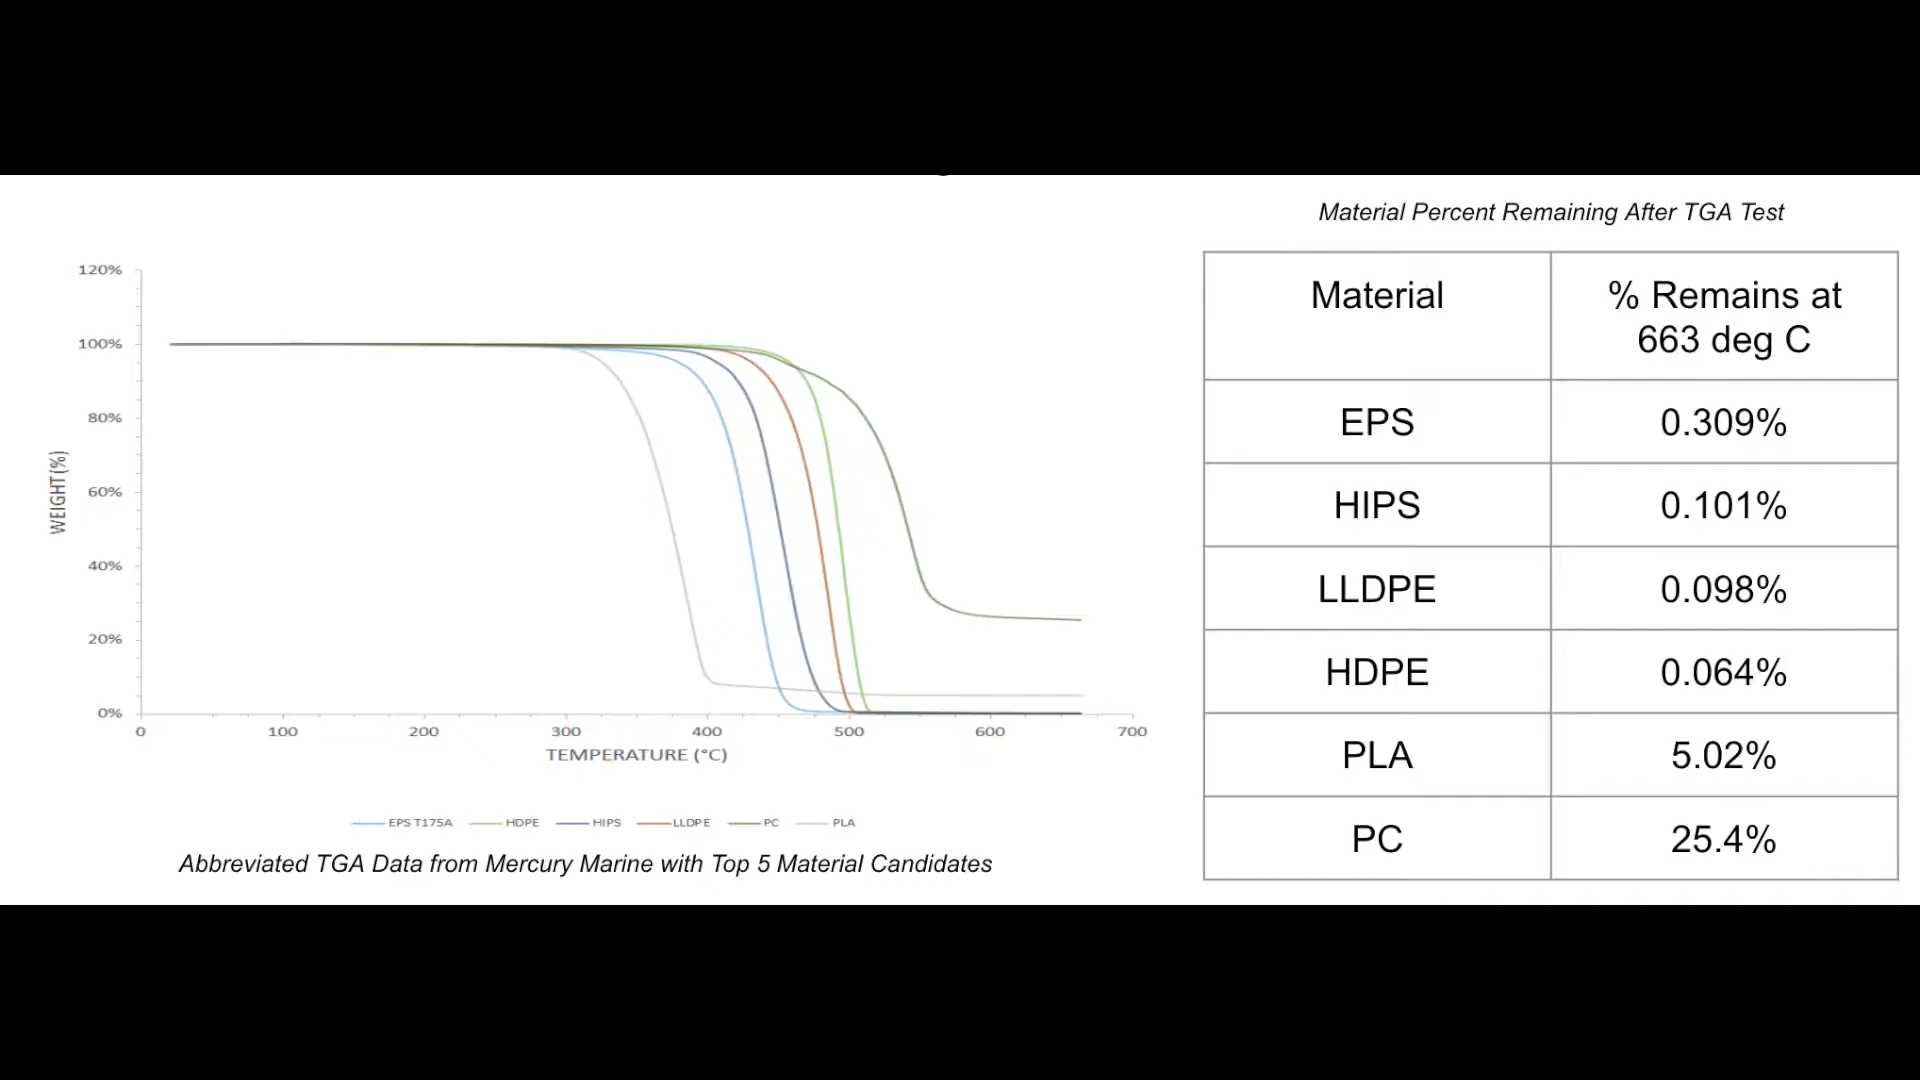 Material Percent Remaining After TGA Test
120%
100%
80%
60%
40%
20%
0%
WEIGHT (%)
0 100 200 300 400 500 600 700
TEMPERATURE (°C)
EPS T175A HDPE HIPS LLDPE PC PLA
Abbreviated TGA Data from Mercury Marine with Top 5 Material Candidates
Material % Remains at
663 deg C
EPS 0.309%
HIPS 0.101%
LLDPE 0.098%
HDPE 0.064%
PLA 5.02%
PC 25.4%